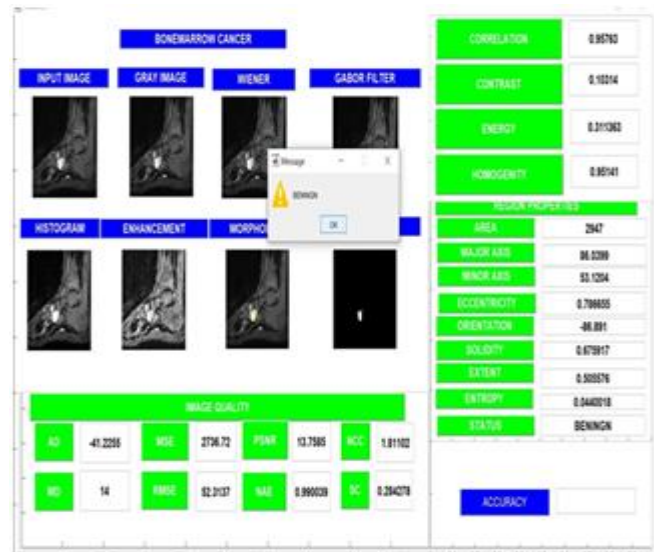 BONEMARROW CANCER
INPUT IMAGE GRAY IMAGE WIENER GABOR FILTER
Message
BENINGN
OK
HISTOGRAM ENHANCEMENT
CORRELATION 0.95763
CONTRAST 0.10314
ENERGY 0.311363
HOMOGENITY 0.95141
REGION PROPERTIES
AREA 2947
MAJOR AXIS
MINOR AXIS 53.1204
ECCENTRICITY 0.786655
ORIENTATION -86.891
SOLIDITY 0.675917
EXTENT 0.505576
ENTROPY 0.0440018
STATUS BENINGN
IMAGE QUALITY
AD -41.2255 MSE 2736.72 PSNR 13.7585 NCC 1.81102
MD 14 RMSE 52.3137 NAE 0.990039 SC 0.284278
ACCURACY